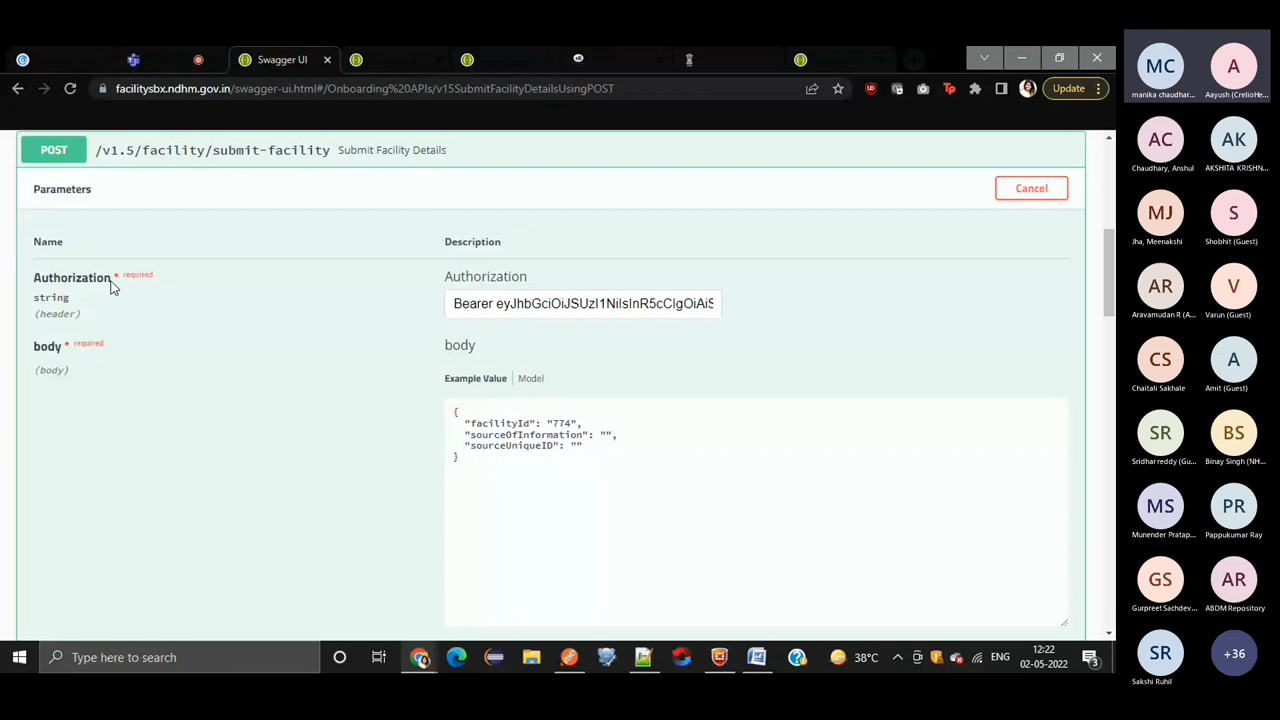 Swagger UI
facilitysbx.ndhm.gov.in/swagger-ui.html#/Onboarding%20APIs/v15SubmitFacilityDetailsUsingPOST
Update
POST /v1.5/facility/submit-facility Submit Facility Details
Parameters
Cancel
Name Description
Authorization * required
string
(header)
Authorization
Bearer eyJhbGciOiJSUzI1NiIsInR5cCIgOiAiS
body * required
(body)
body
Example Value Model
{
"facilityId": "774",
"sourceOfInformation": "",
"sourceUniqueID": ""
}
Type here to search
38°C
ENG
12:22
02-05-2022
3
MC A
manika chaudhar... Aayush (CrelioHe...
AC AK
Chaudhary, Anshul AKSHITA KRISHN...
MJ S
Jha, Meenakshi Shobhit (Guest)
AR V
Aravamudan R (A... Varun (Guest)
CS A
Chaitali Sakhale Amit (Guest)
SR BS
Sridhar reddy (Gu... Binay Singh (NH...
MS PR
Munender Pratap... Pappukumar Ray
GS AR
Gurpreet Sachdev... ABDM Repository
SR +36
Sakshi Ruhil